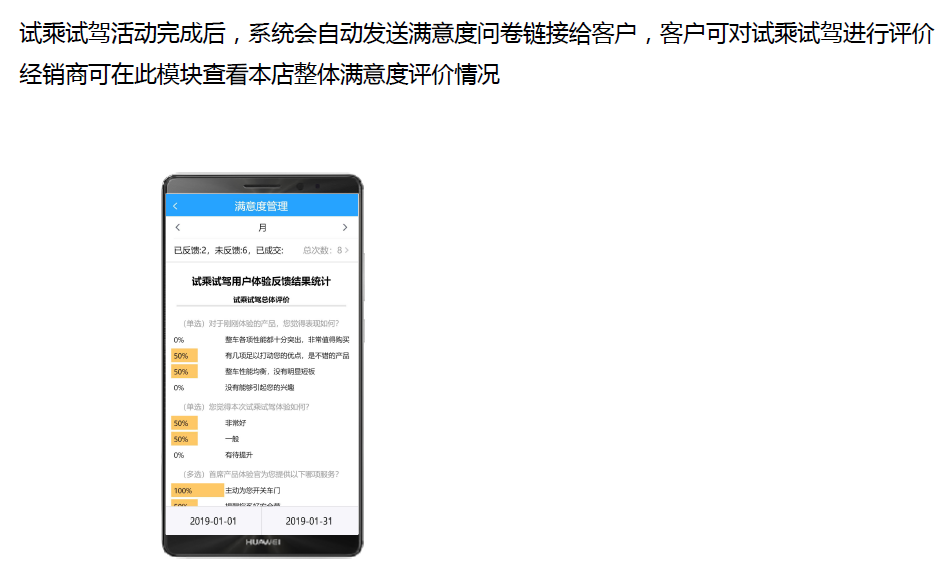 试乘试驾活动完成后，系统会自动发送满意度问卷链接给客户，客户可对试乘试驾进行评价
经销商可在此模块查看本店整体满意度评价情况
满意度管理
月
已反馈:2，未反馈:6，已成交: 总次数：8
试乘试驾用户体验反馈结果统计
试乘试驾总体评价
（单选）对于刚刚体验的产品，您觉得表现如何？
0% 整车各项性能都十分突出，非常值得购买
50% 有几项足以打动您的优点，是不错的产品
50% 整车性能均衡，没有明显短板
0% 没有能够引起您的兴趣
（单选）您觉得本次试乘试驾体验如何？
50% 非常好
50% 一般
0% 有待提升
（多选）首席产品体验官为您提供以下哪项服务？
100% 主动为您开关车门
2019-01-01 2019-01-31
HUAWEI